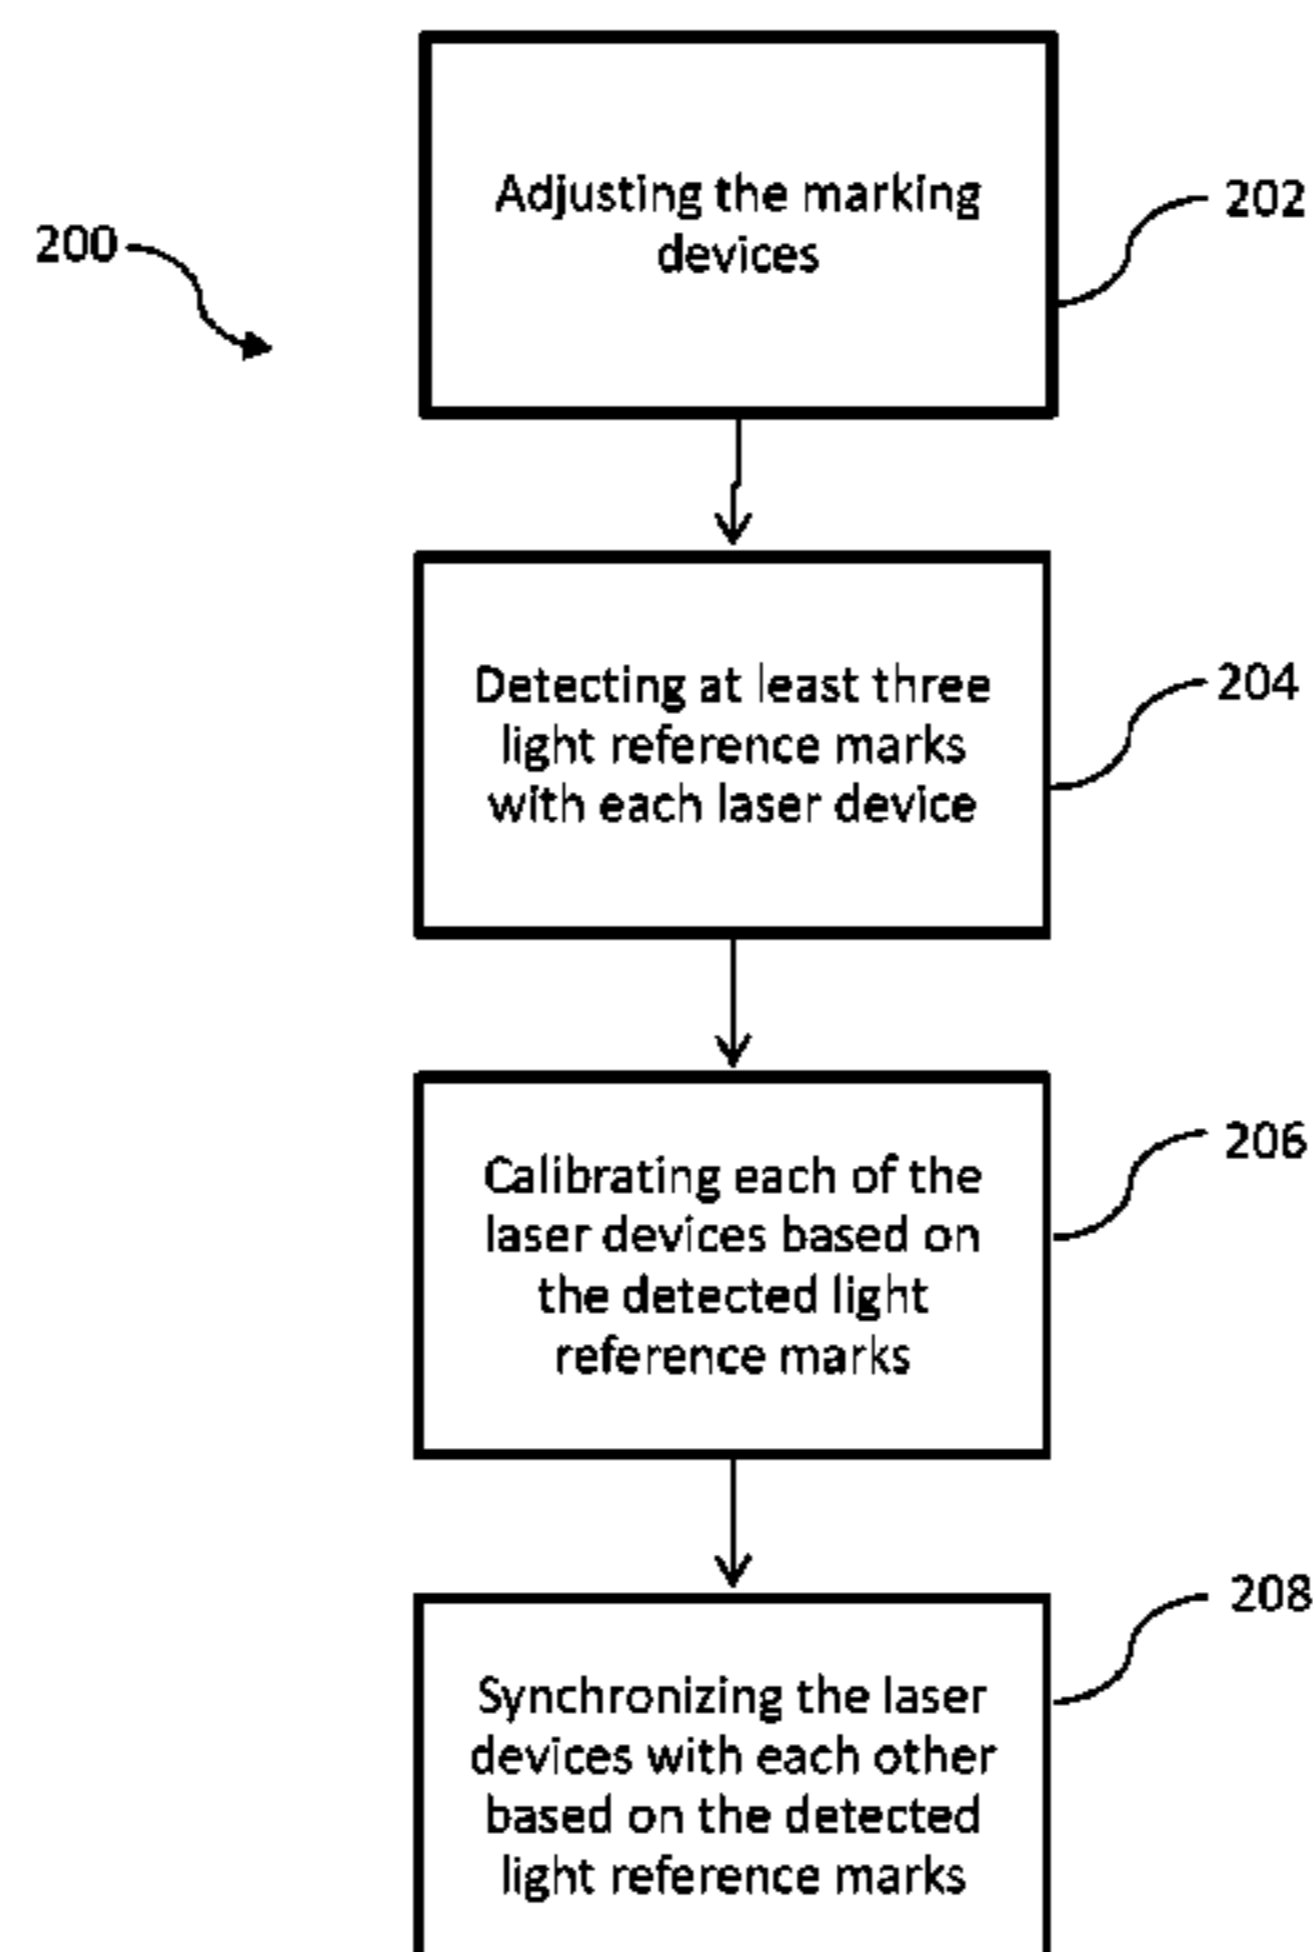 Adjusting the marking
devices
202
200
Detecting at least three
light reference marks
with each laser device
204
Calibrating each of the
laser devices based on
the detected light
reference marks
206
Synchronizing the laser
devices with each other
based on the detected
light reference marks
208